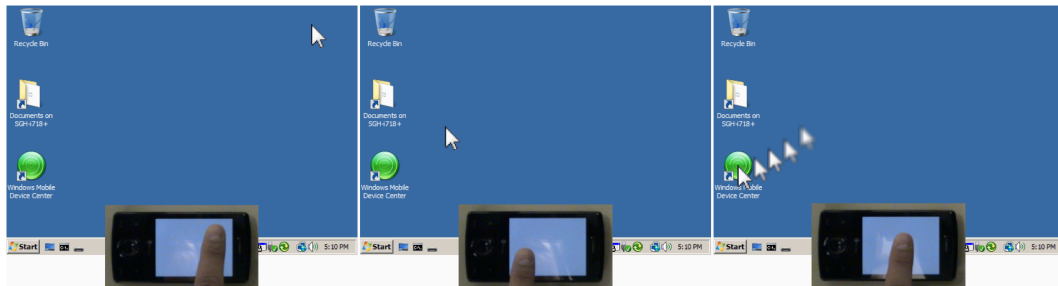 Recycle Bin
Documents on
SGH-i718+
Windows Mobile
Device Center
Start
5:10 PM
Recycle Bin
Documents on
SGH-i718+
Windows Mobile
Device Center
Start
5:10 PM
Recycle Bin
Documents on
SGH-i718+
Windows Mobile
Device Center
Start
5:10 PM